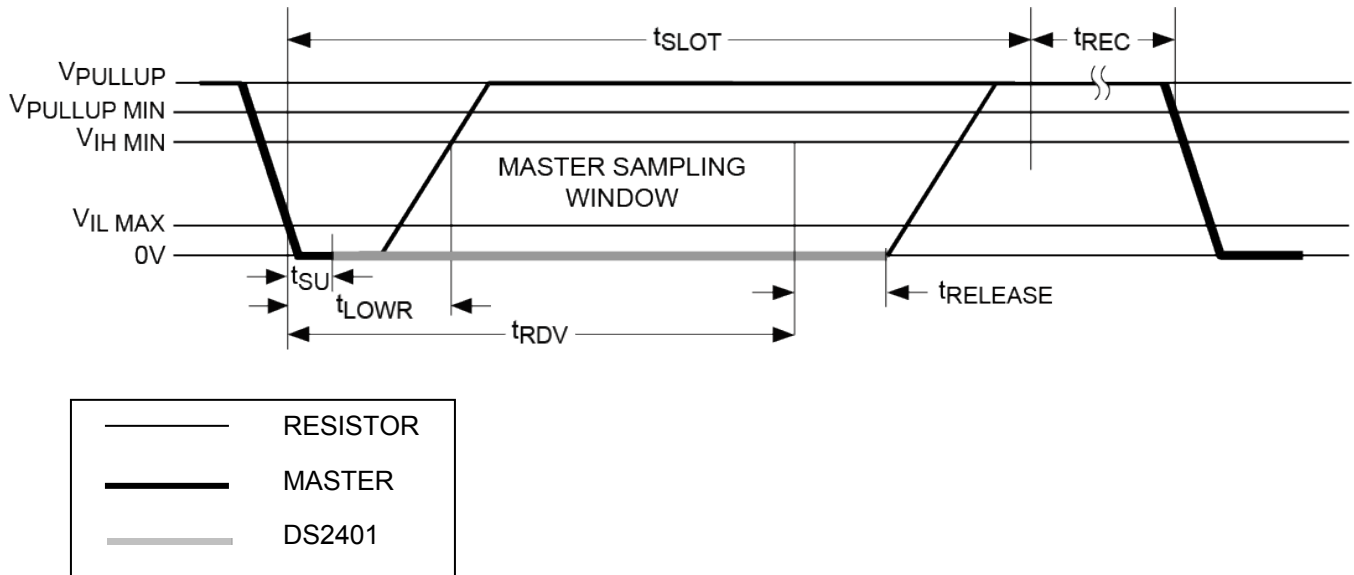 tSLOT
tREC
VPULLUP
VPULLUP MIN
VIH MIN
MASTER SAMPLING
WINDOW
VIL MAX
0V
tSU
tLOWR
tRELEASE
tRDV
RESISTOR
MASTER
DS2401